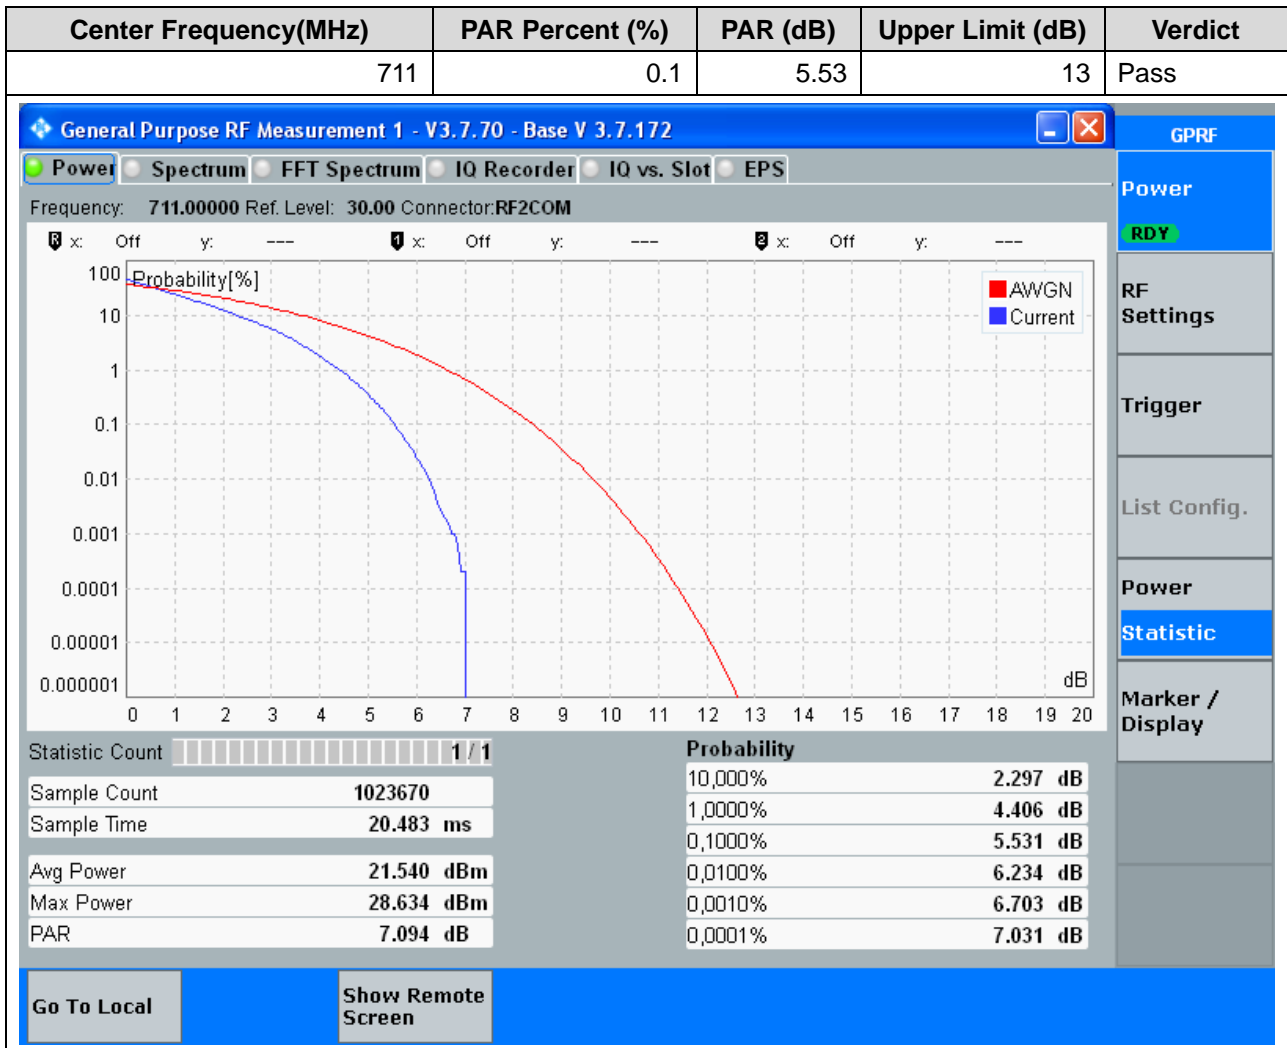 Center Frequency(MHz) PAR Percent (%) PAR (dB) Upper Limit (dB) Verdict
711 0.1 5.53 13 Pass
General Purpose RF Measurement 1 - V3.7.70 - Base V 3.7.172
GPRF
Power Spectrum FFT Spectrum IQ Recorder IQ vs. Slot EPS
Frequency: 711.00000 Ref. Level: 30.00 Connector:RF2COM
R x: Off y: --- 1 x: Off y: --- 2 x: Off y: ---
Probability[%]
AWGN
Current
100
10
1
0.1
0.01
0.001
0.0001
0.00001
0.000001
dB
0 1 2 3 4 5 6 7 8 9 10 11 12 13 14 15 16 17 18 19 20
Statistic Count 1 / 1
Sample Count 1023670
Sample Time 20.483 ms
Avg Power 21.540 dBm
Max Power 28.634 dBm
PAR 7.094 dB
Probability
10,000% 2.297 dB
1,0000% 4.406 dB
0,1000% 5.531 dB
0,0100% 6.234 dB
0,0010% 6.703 dB
0,0001% 7.031 dB
Power
RDY
RF
Settings
Trigger
List Config.
Power
Statistic
Marker /
Display
Go To Local
Show Remote
Screen